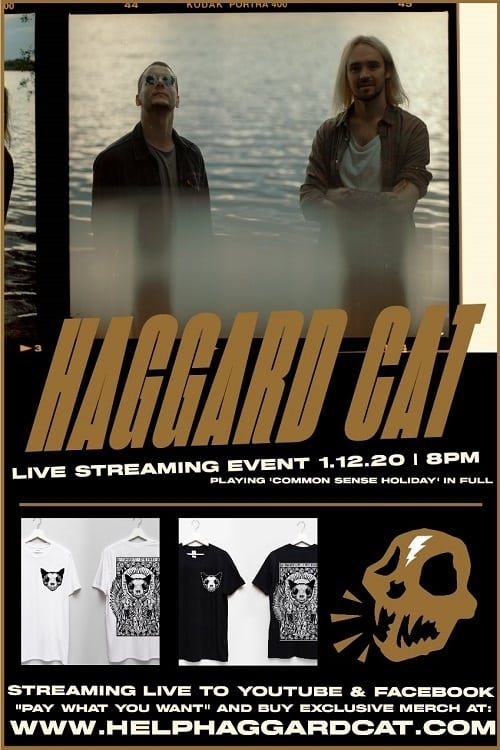 00 44 KODAK PORTRA 400 45
3
HAGGARD CAT
LIVE STREAMING EVENT 1.12.20 | 8PM
PLAYING 'COMMON SENSE HOLIDAY' IN FULL
STREAMING LIVE TO YOUTUBE & FACEBOOK
"PAY WHAT YOU WANT" AND BUY EXCLUSIVE MERCH AT:
WWW.HELPHAGGARDCAT.COM